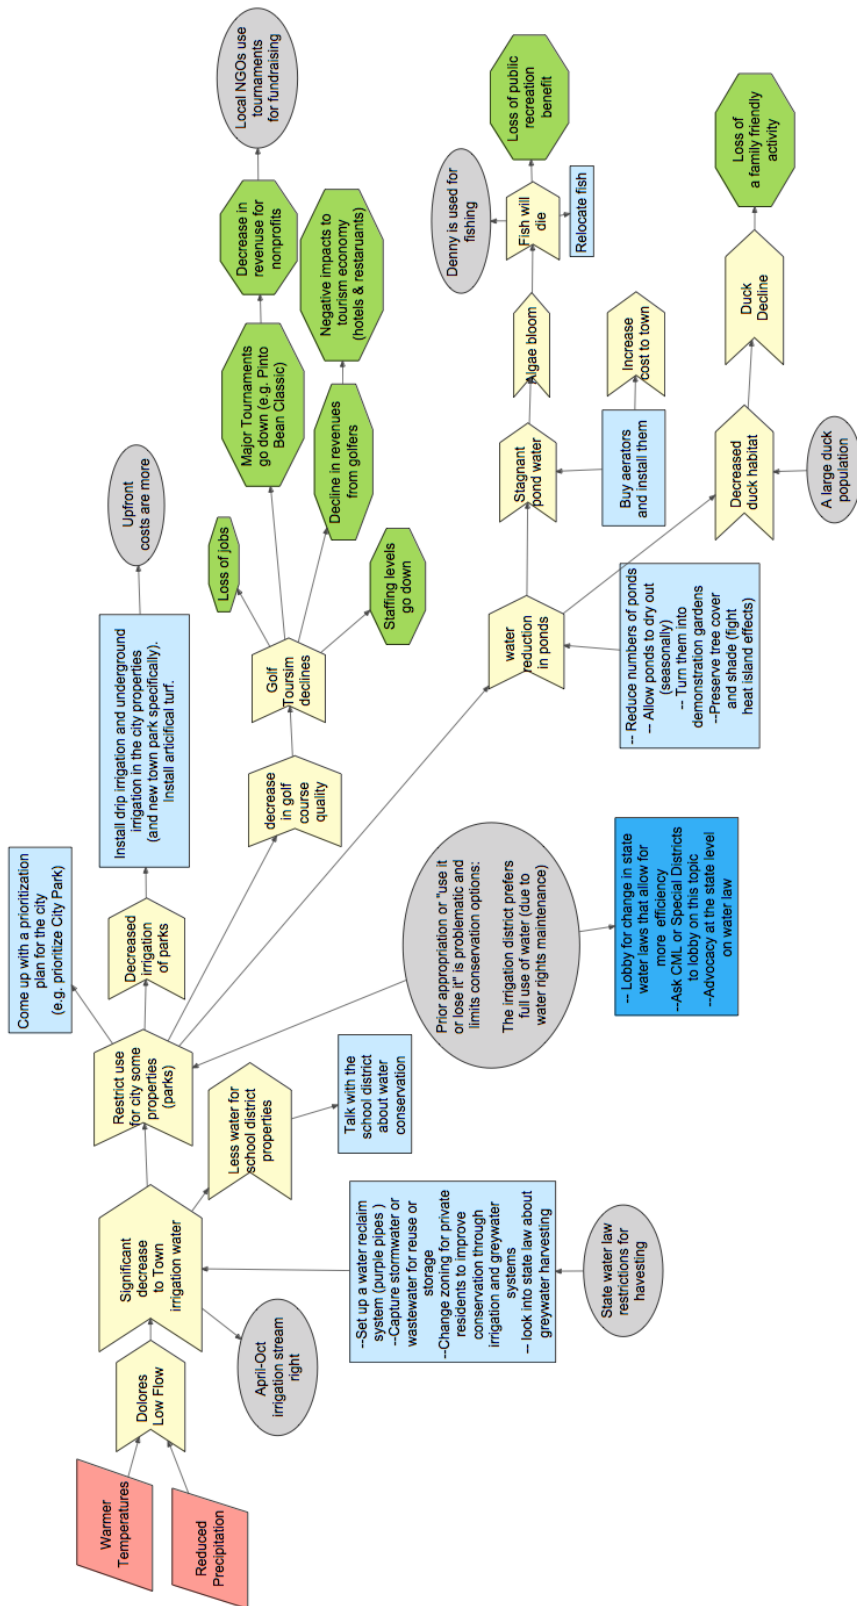 Warmer
Temperatures
Reduced
Precipitation
Dolores
Low Flow
Significant
decrease
to Town
irrigation water
April-Oct
irrigation stream
right
--Set up a water reclaim
system (purple pipes )
--Capture stormwater or
wastewater for reuse or
storage
--Change zoning for private
residents to improve
conservation through
irrigation and greywater
systems
-- look into state law about
greywater harvesting
State water law
restrictions for
havesting
Restrict use
for city some
properties
(parks)
Less water for
school district
properties
Talk with the
school district
about water
conservation
Come up with a prioritization
plan for the city
(e.g. prioritize City Park)
Decreased
irrigation
of parks
Install drip irrigation and underground
irrigation in the city properties
(and new town park specifically).
Install articifical turf.
Upfront
costs are more
Prior appropriation or "use it
or lose it" is problematic and
limits conservation options:
The irrigation district prefers
full use of water (due to
water rights maintenance)
-- Lobby for change in state
water laws that allow for
more efficiency
--Ask CML or Special Districts
to lobby on this topic
--Advocacy at the state level
on water law
decrease
in golf
course
quality
Golf
Toursim
declines
Loss of jobs
Major Tournaments
go down (e.g. Pinto
Bean Classic)
Decrease in
revenuse for
nonprofits
Local NGOs use
tournaments
for fundraising
Decline in revenues
from golfers
Negative impacts to
tourism economy
(hotels & restaruants)
Staffing levels
go down
water
reduction
in ponds
-- Reduce numbers of ponds
-- Allow ponds to dry out
(seasonally)
-- Turn them into
demonstration gardens
--Preserve tree cover
and shade (fight
heat island effects)
Stagnant
pond water
Buy aerators
and install them
Increase
cost to town
Algae bloom
Fish will
die
Denny is used for
fishing
Relocate fish
Loss of public
recreation
benefit
Decreased
duck habitat
A large duck
population
Duck
Decline
Loss of
a family friendly
activity